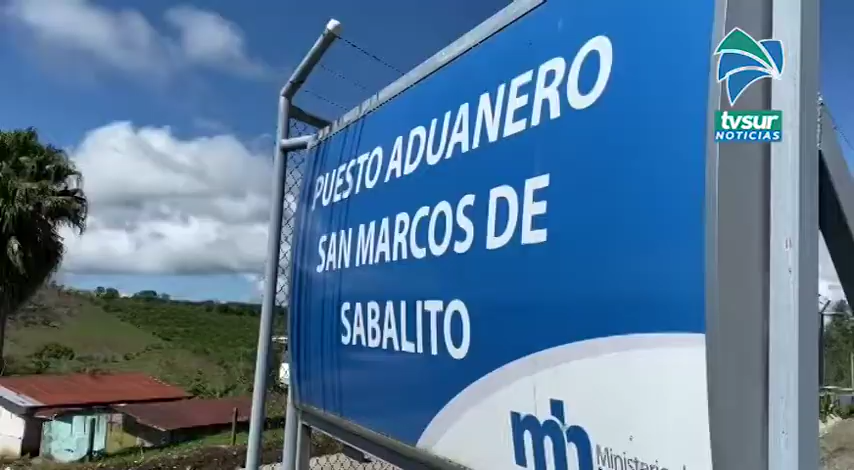 tvsur
NOTICIAS
PUESTO ADUANERO
SAN MARCOS DE
SABALITO
mh